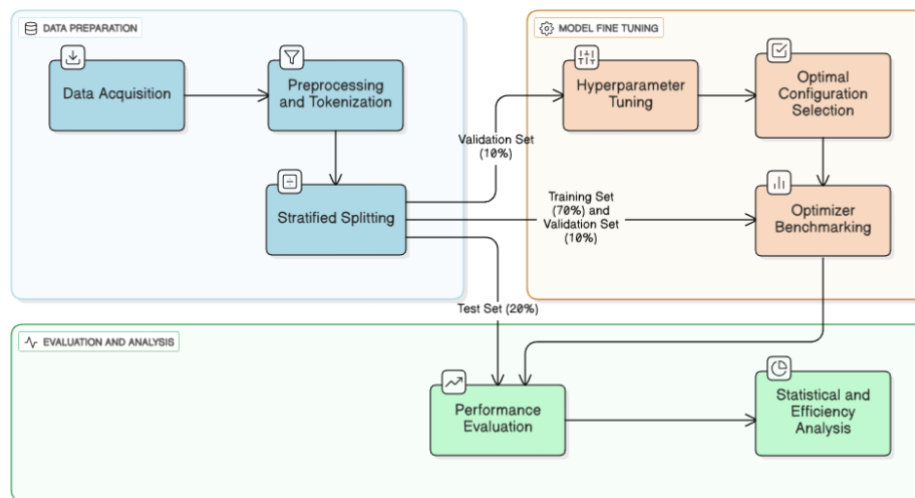 DATA PREPARATION
Data Acquisition
Preprocessing
and Tokenization
Stratified Splitting
Validation Set
(10%)
Training Set
(70%) and
Validation Set
(10%)
Test Set (20%)
MODEL FINE TUNING
Hyperparameter
Tuning
Optimal
Configuration
Selection
Optimizer
Benchmarking
EVALUATION AND ANALYSIS
Performance
Evaluation
Statistical and
Efficiency
Analysis